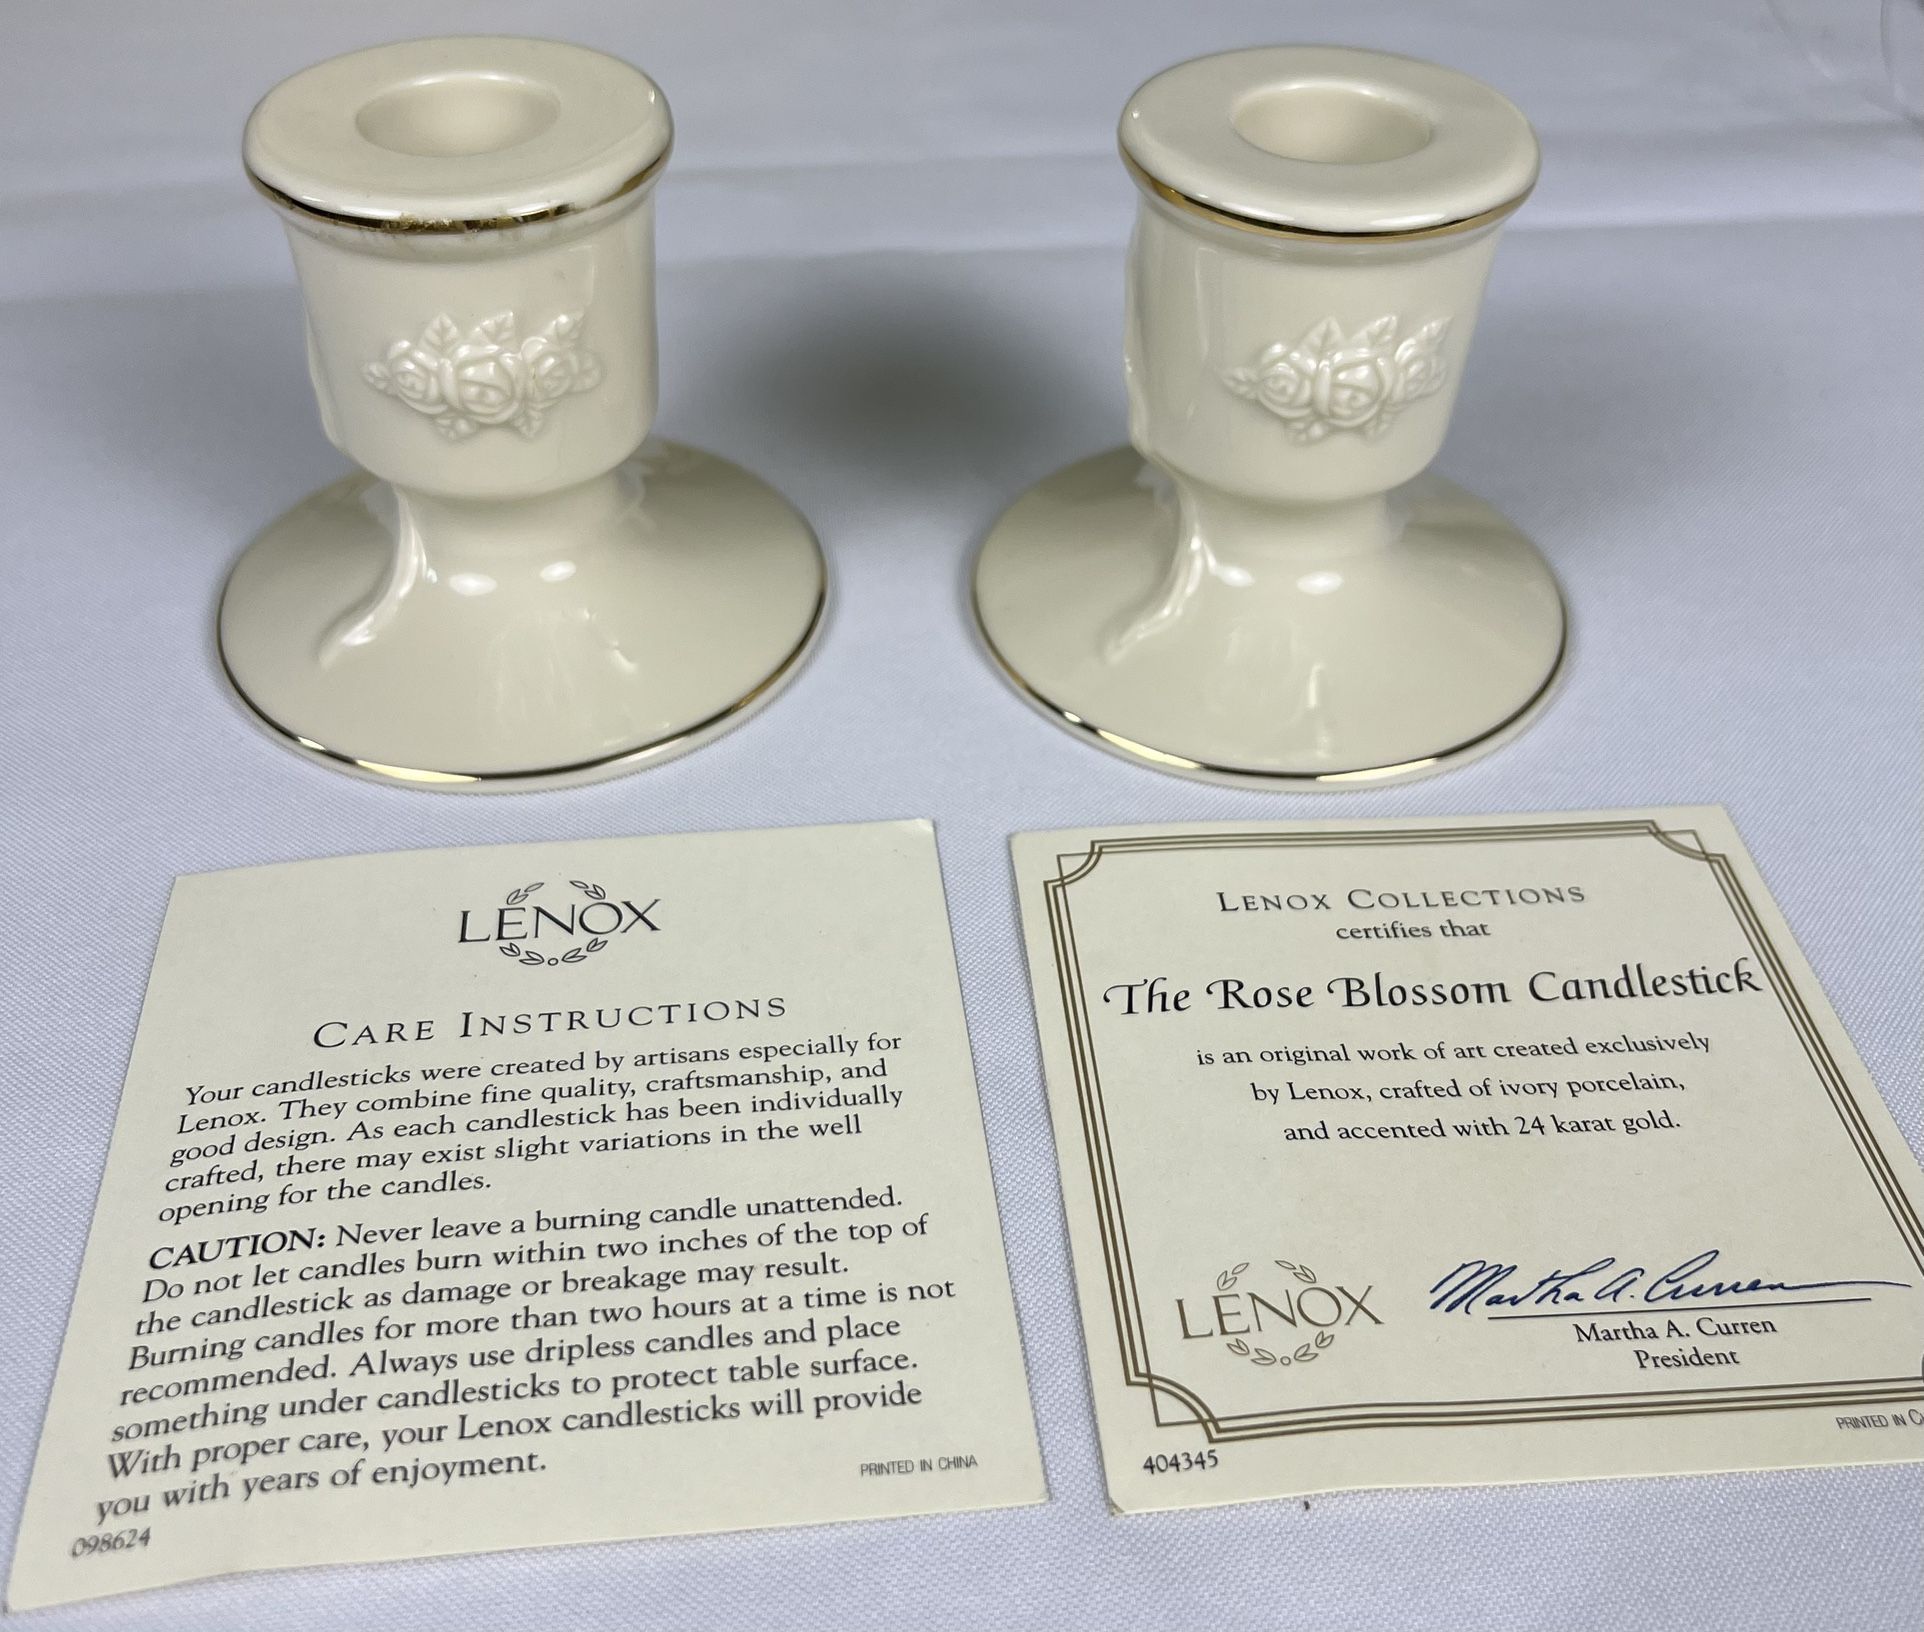 LENOX
CARE INSTRUCTIONS
Your candlesticks were created by artisans especially for
Lenox. They combine fine quality, craftsmanship, and
good design. As each candlestick has been individually
crafted, there may exist slight variations in the well
opening for the candles.
CAUTION: Never leave a burning candle unattended.
Do not let candles burn within two inches of the top of
the candlestick as damage or breakage may result.
Burning candles for more than two hours at a time is not
recommended. Always use dripless candles and place
something under candlesticks to protect table surface.
With proper care, your Lenox candlesticks will provide
you with years of enjoyment.
PRINTED IN CHINA
098624
LENOX COLLECTIONS
certifies that
The Rose Blossom Candlestick
is an original work of art created exclusively
by Lenox, crafted of ivory porcelain,
and accented with 24 karat gold.
LENOX
Martha A. Curren
Martha A. Curren
President
PRINTED IN
404345